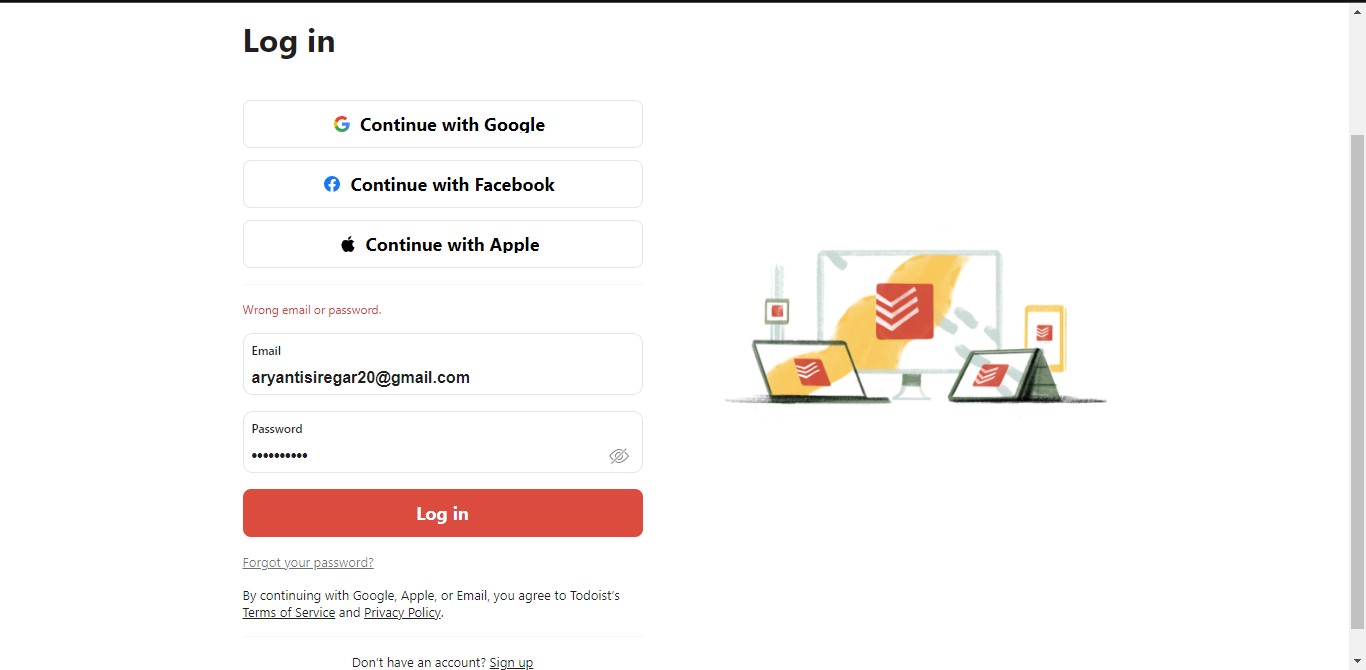 Log in
Continue with Google
Continue with Facebook
Continue with Apple
Wrong email or password.
Email
aryantisiregar20@gmail.com
Password
••••••••••
Log in
Forgot your password?
By continuing with Google, Apple, or Email, you agree to Todoist's
Terms of Service and Privacy Policy.
Don't have an account? Sign up